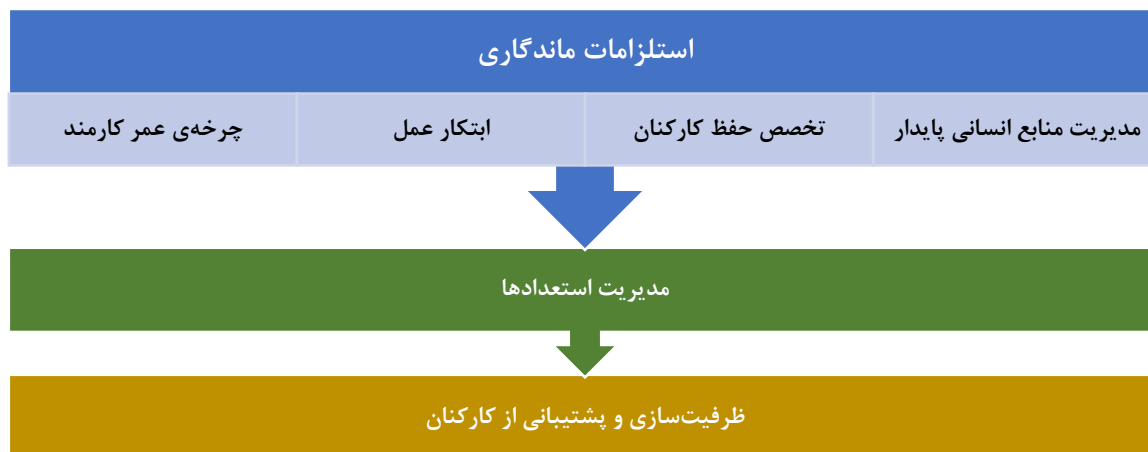 استلزامات ماندگاری
مدیریت منابع انسانی پایدار
تخصص حفظ کارکنان
ابتکار عمل
چرخه‌ی عمر کارمند
مدیریت استعدادها
ظرفیت‌سازی و پشتیبانی از کارکنان